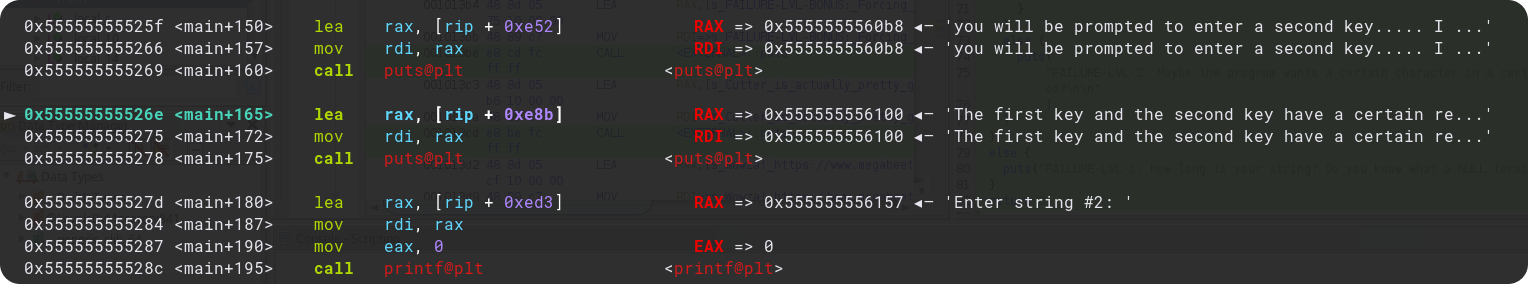 0x55555555525f <main+150>    lea    rax, [rip + 0xe52]    RAX => 0x5555555560b8 ◂— 'you will be prompted to enter a second key..... I ...'
0x555555555266 <main+157>    mov    rdi, rax    RDI => 0x5555555560b8 ◂— 'you will be prompted to enter a second key..... I ...'
0x555555555269 <main+160>    call   puts@plt    <puts@plt>
► 0x55555555526e <main+165>    lea    rax, [rip + 0xe8b]    RAX => 0x555555556100 ◂— 'The first key and the second key have a certain re...'
0x555555555275 <main+172>    mov    rdi, rax    RDI => 0x555555556100 ◂— 'The first key and the second key have a certain re...'
0x555555555278 <main+175>    call   puts@plt    <puts@plt>
0x55555555527d <main+180>    lea    rax, [rip + 0xed3]    RAX => 0x555555556157 ◂— 'Enter string #2: '
0x555555555284 <main+187>    mov    rdi, rax
0x555555555287 <main+190>    mov    eax, 0    EAX => 0
0x55555555528c <main+195>    call   printf@plt    <printf@plt>